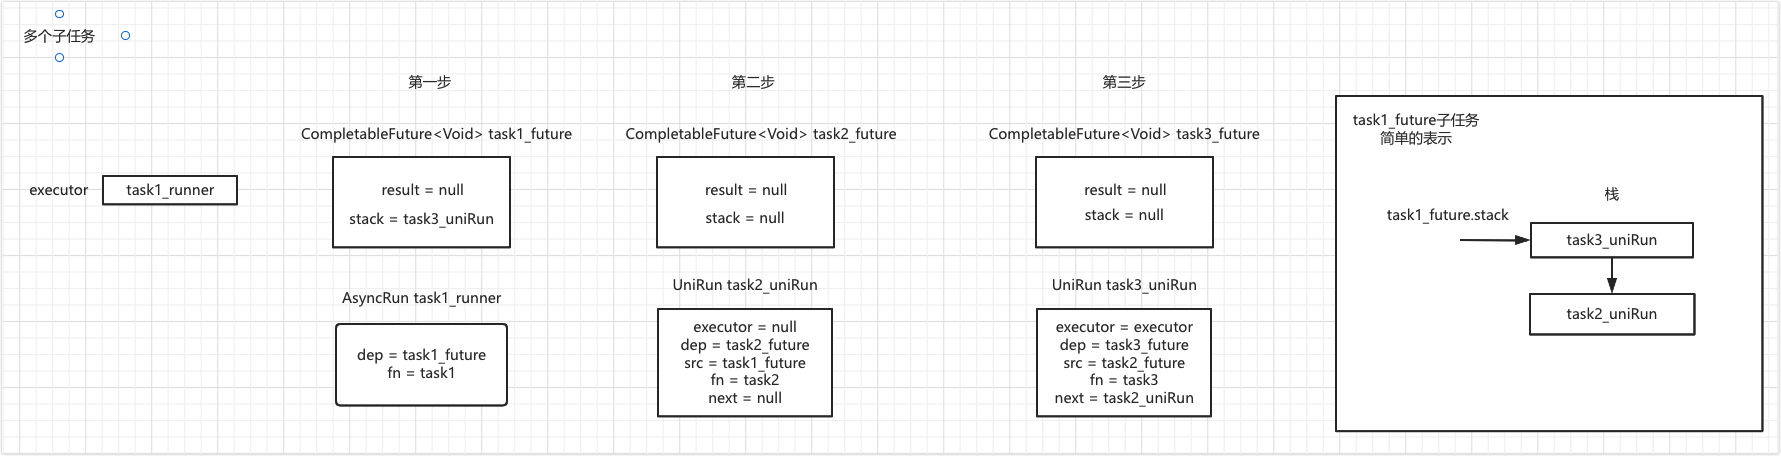 多个子任务
第一步
第二步
第三步
CompletableFuture<Void> task1_future
CompletableFuture<Void> task2_future
CompletableFuture<Void> task3_future
executor
task1_runner
result = null
stack = task3_uniRun
result = null
stack = null
result = null
stack = null
AsyncRun task1_runner
UniRun task2_uniRun
UniRun task3_uniRun
dep = task1_future
fn = task1
executor = null
dep = task2_future
src = task1_future
fn = task2
next = null
executor = executor
dep = task3_future
src = task2_future
fn = task3
next = task2_uniRun
task1_future子任务
简单的表示
栈
task1_future.stack
task3_uniRun
task2_uniRun